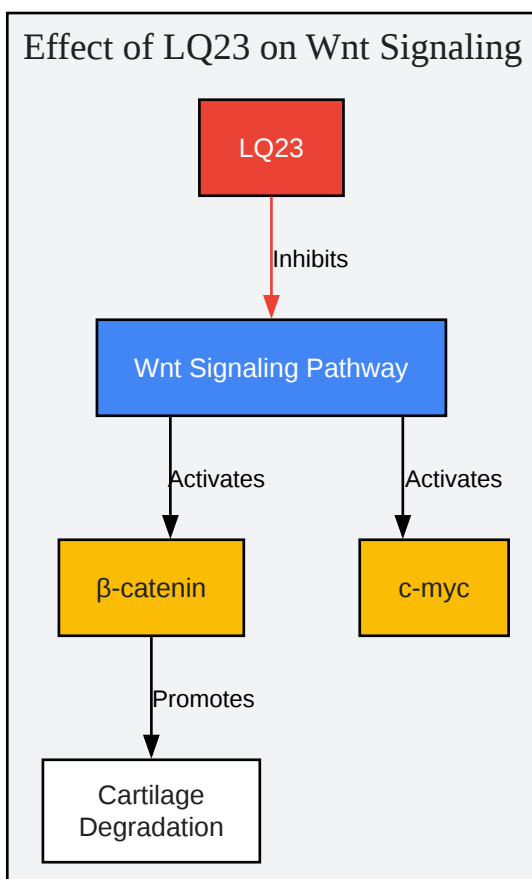 Effect of LQ23 on Wnt Signaling
LQ23
Inhibits
Wnt Signaling Pathway
Activates
Activates
β-catenin
c-myc
Promotes
Cartilage
Degradation